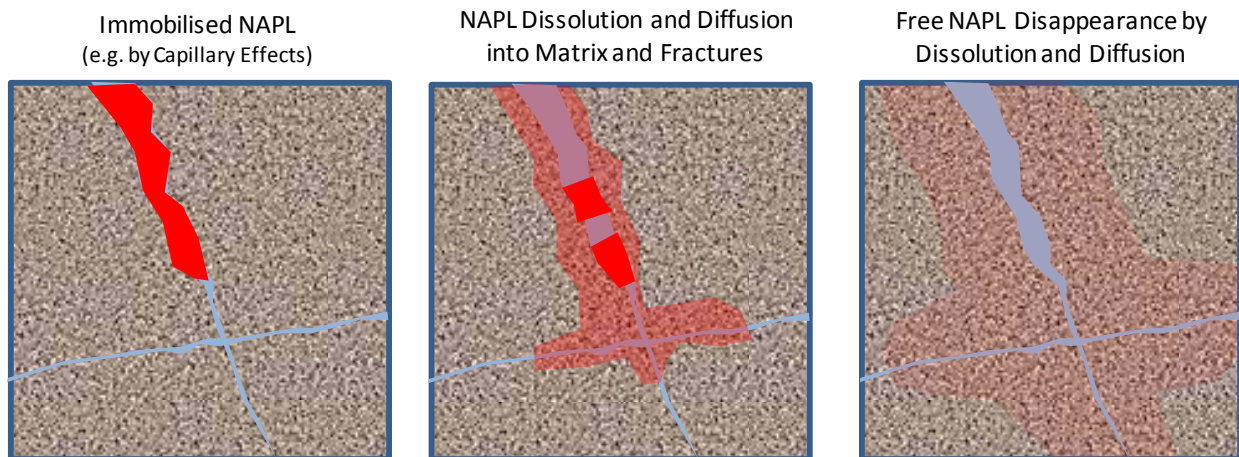 Immobilised NAPL
(e.g. by Capillary Effects)
NAPL Dissolution and Diffusion
into Matrix and Fractures
Free NAPL Disappearance by
Dissolution and Diffusion